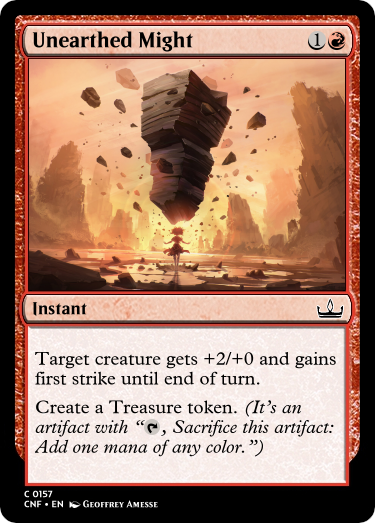 Unearthed Might 1
Instant
Target creature gets +2/+0 and gains
first strike until end of turn.
Create a Treasure token. (It's an
artifact with “, Sacrifice this artifact:
Add one mana of any color.”)
C 0157
CNF • EN Geoffrey Amesse